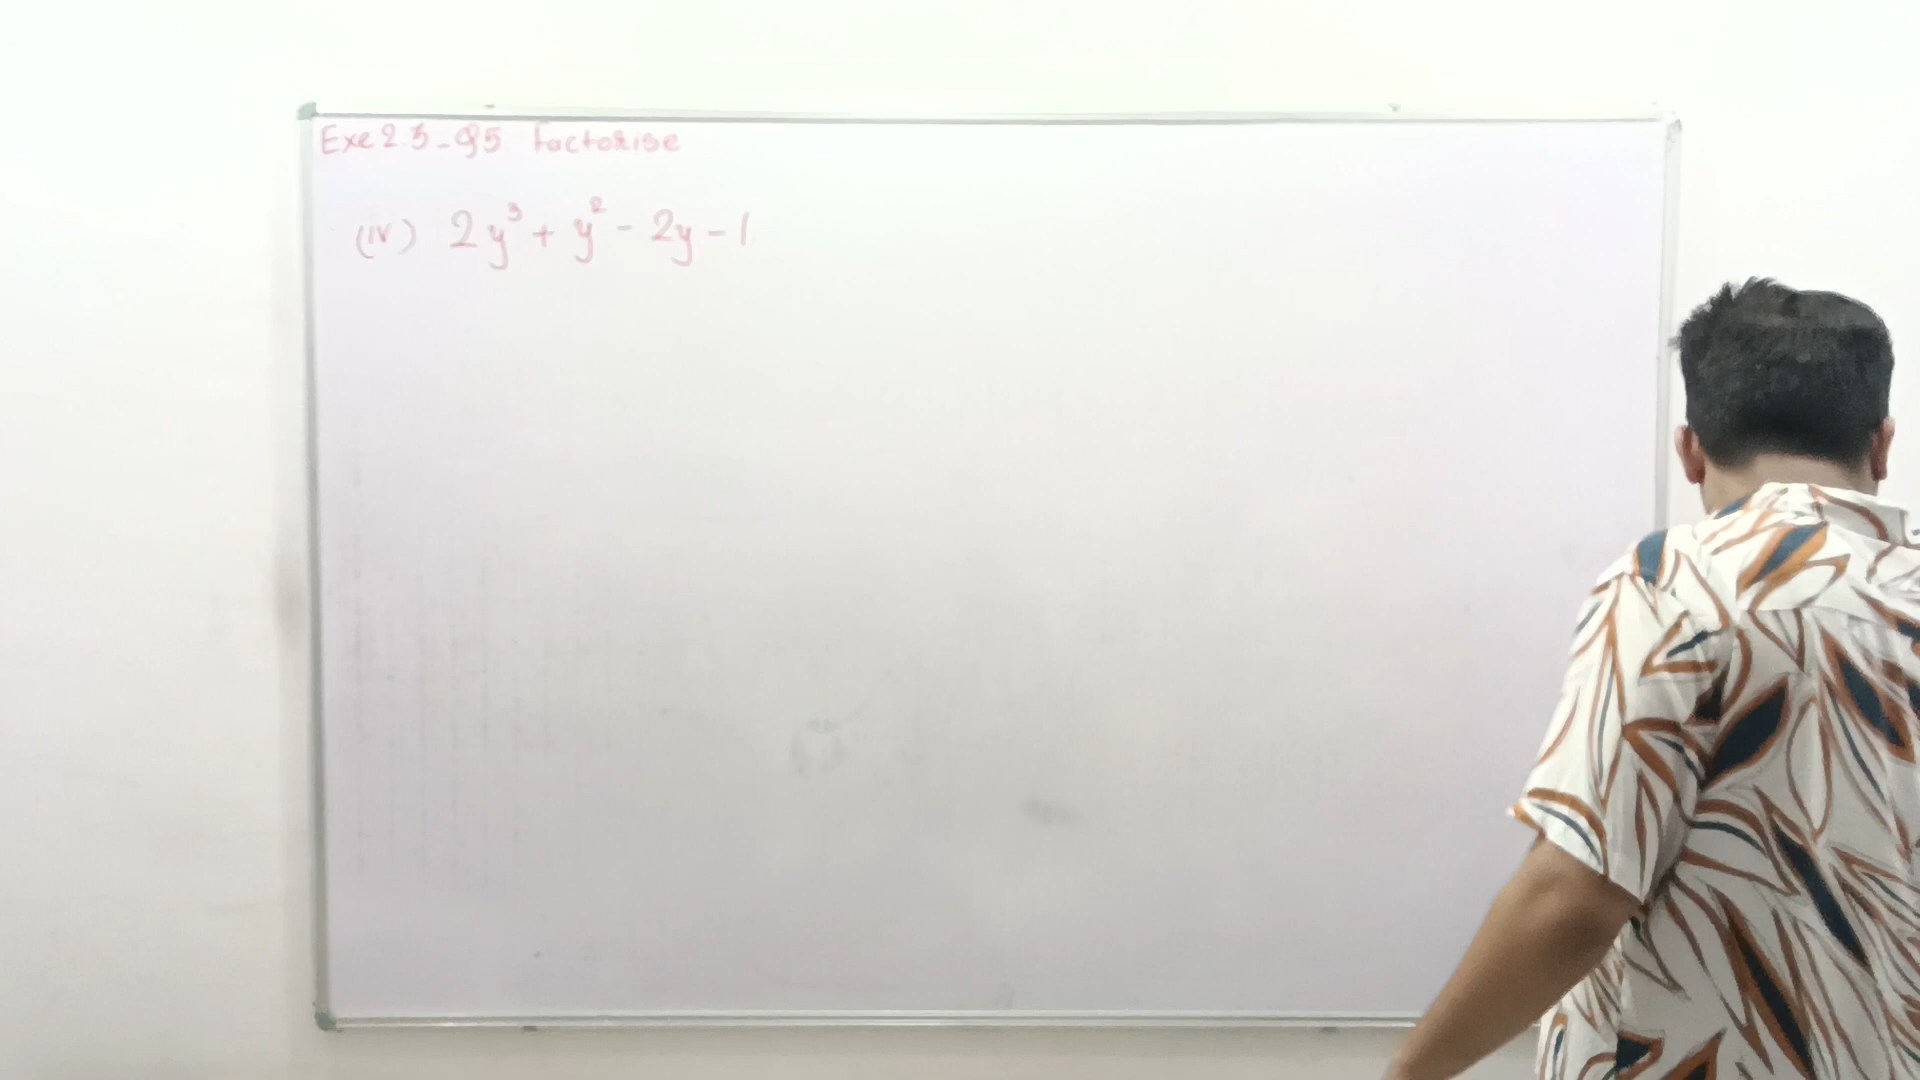 Exe 2.3 - Q5 Factorise
(iv) 2y³ + y² - 2y - 1